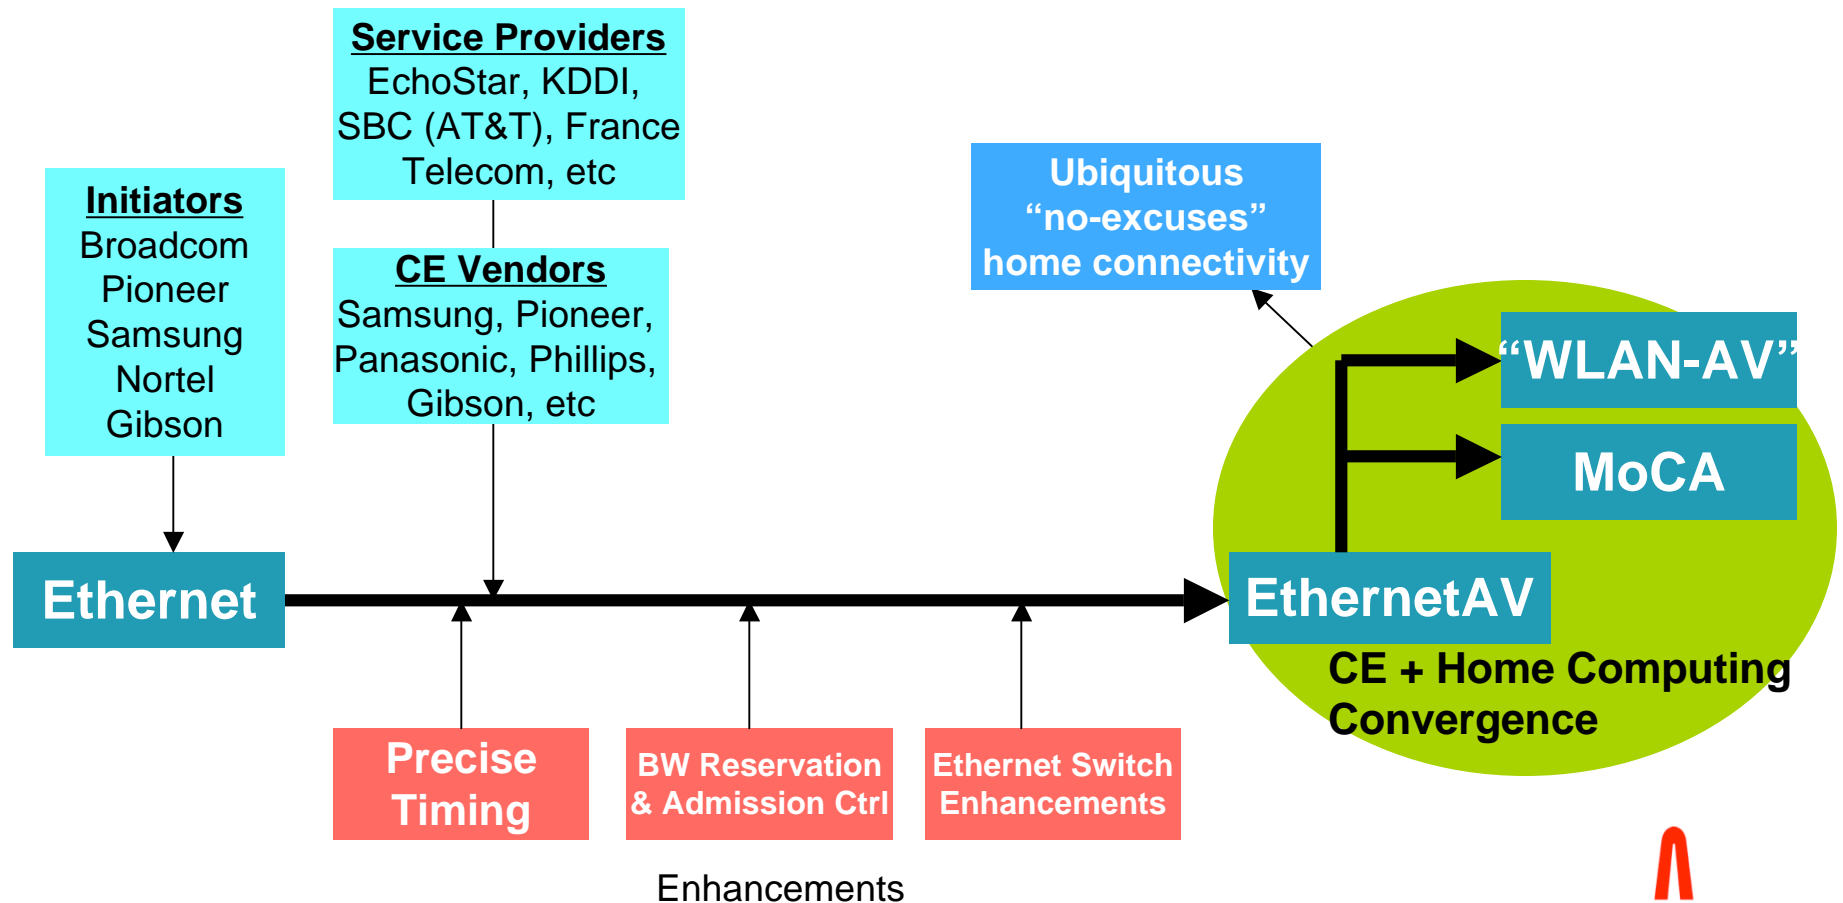 Service Providers
EchoStar, KDDI,
SBC (AT&T), France
Telecom, etc
Initiators
Broadcom
Pioneer
Samsung
Nortel
Gibson
CE Vendors
Samsung, Pioneer,
Panasonic, Phillips,
Gibson, etc
Ubiquitous
“no-excuses”
home connectivity
“WLAN-AV”
MoCA
Ethernet
EthernetAV
CE + Home Computing
Convergence
Precise
Timing
BW Reservation
& Admission Ctrl
Ethernet Switch
Enhancements
Enhancements